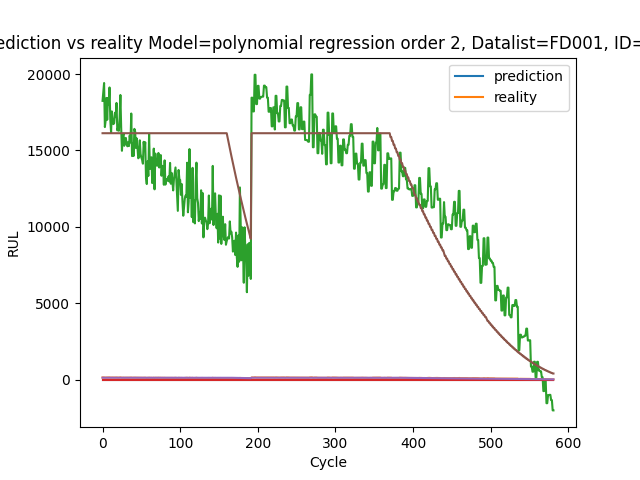 ediction vs reality Model=polynomial regression order 2, Datalist=FD001, ID=
prediction
reality
20000
15000
10000
5000
0
RUL
0 100 200 300 400 500 600
Cycle